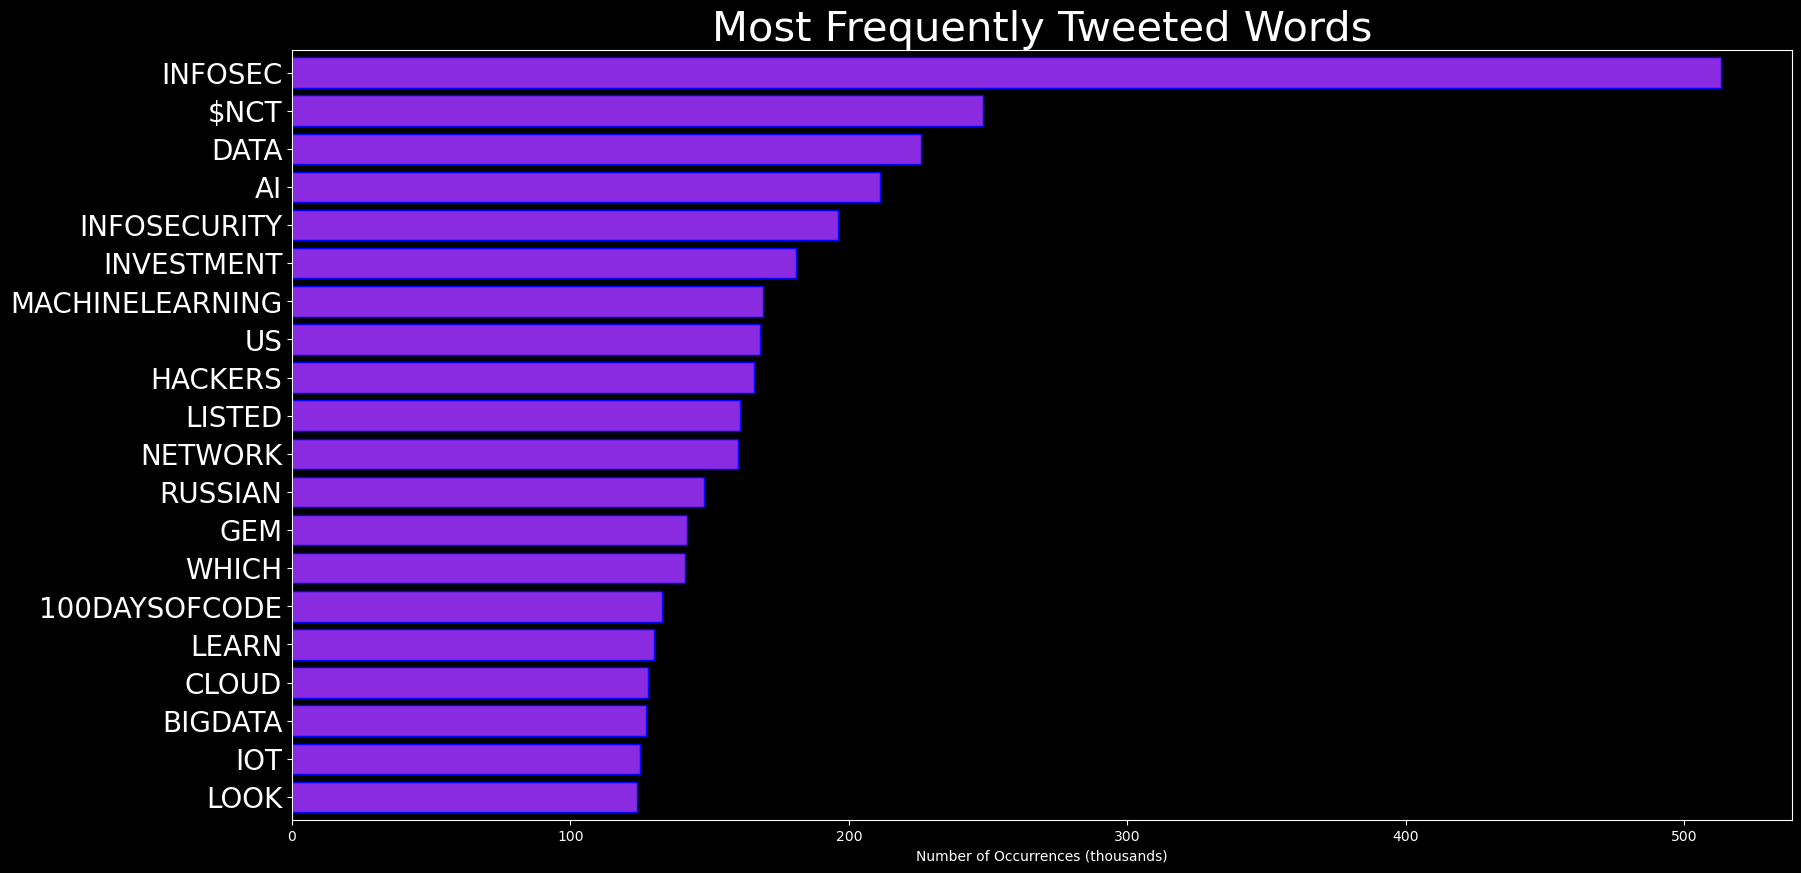 Most Frequently Tweeted Words
INFOSEC
$NCT
DATA
AI
INFOSECURITY
INVESTMENT
MACHINELEARNING
US
HACKERS
LISTED
NETWORK
RUSSIAN
GEM
WHICH
100DAYSOFCODE
LEARN
CLOUD
BIGDATA
IOT
LOOK
0 100 200 300 400 500
Number of Occurrences (thousands)